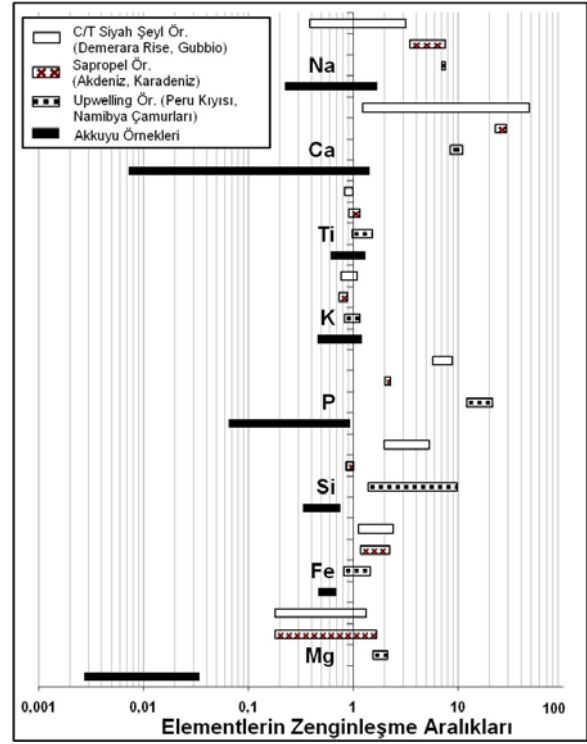 C/T Siyah Şeyl Ör.
(Demerara Rise, Gubbio)
Sapropel Ör.
(Akdeniz, Karadeniz)
Upwelling Ör. (Peru Kıyısı,
Namibya Çamurları)
Akkuyu Örnekleri
Na
Ca
Ti
K
P
Si
Fe
Mg
0,001 0,01 0,1 1 10 100
Elementlerin Zenginleşme Aralıkları